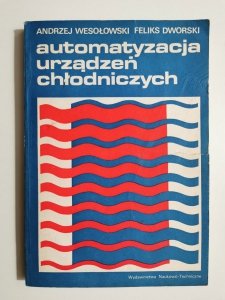 ANDRZEJ WESOŁOWSKI FELIKS DWORSKI
automatyzacja
urządzeń
chłodniczych
Wydawnictwa Naukowo-Techniczne